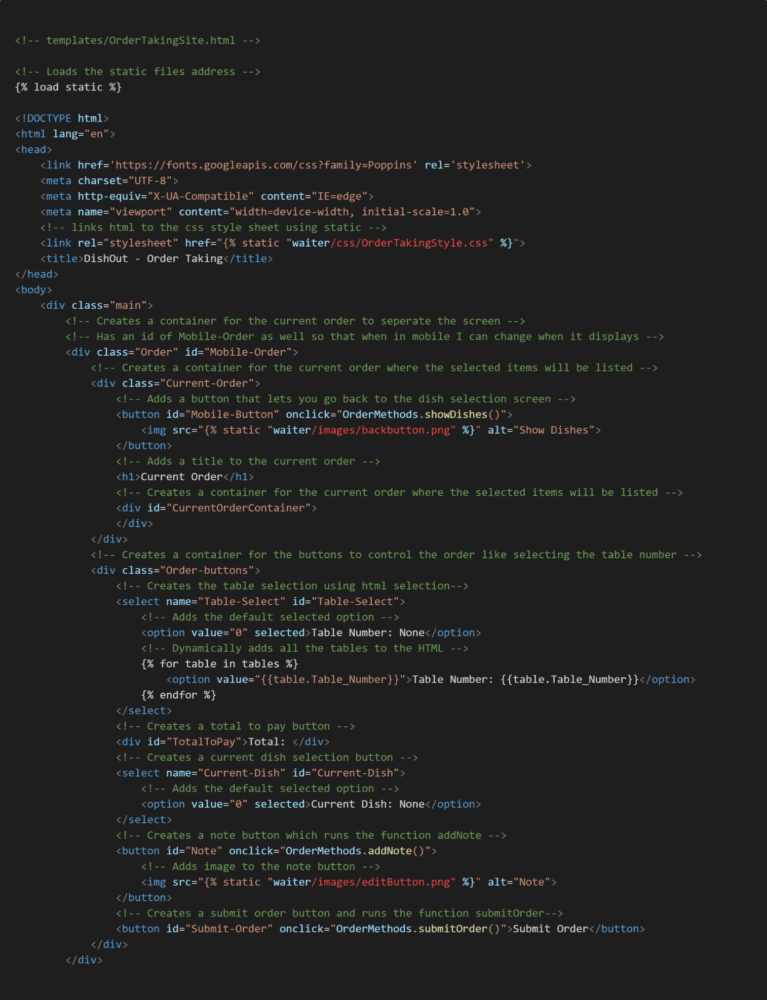 <!-- templates/OrderTakingSite.html -->
<!-- Loads the static files address -->
{% load static %}
<!DOCTYPE html>
<html lang="en">
<head>
    <link href='https://fonts.googleapis.com/css?family=Poppins' rel='stylesheet'>
    <meta charset="UTF-8">
    <meta http-equiv="X-UA-Compatible" content="IE=edge">
    <meta name="viewport" content="width=device-width, initial-scale=1.0">
    <!-- links html to the css style sheet using static -->
    <link rel="stylesheet" href="{% static "waiter/css/OrderTakingStyle.css" %}">
    <title>DishOut - Order Taking</title>
</head>
<body>
    <div class="main">
        <!-- Creates a container for the current order to seperate the screen -->
        <!-- Has an id of Mobile-Order as well so that when in mobile I can change when it displays -->
        <div class="Order" id="Mobile-Order">
            <!-- Creates a container for the current order where the selected items will be listed -->
            <div class="Current-Order">
                <!-- Adds a button that lets you go back to the dish selection screen -->
                <button id="Mobile-Button" onclick="OrderMethods.showDishes()">
                    <img src="{% static "waiter/images/backbutton.png" %}" alt="Show Dishes">
                </button>
                <!-- Adds a title to the current order -->
                <h1>Current Order</h1>
                <!-- Creates a container for the current order where the selected items will be listed -->
                <div id="CurrentOrderContainer">
                </div>
            </div>
            <!-- Creates a container for the buttons to control the order like selecting the table number -->
            <div class="Order-buttons">
                <!-- Creates the table selection using html selection-->
                <select name="Table-Select" id="Table-Select">
                    <!-- Adds the default selected option -->
                    <option value="0" selected>Table Number: None</option>
                    <!-- Dynamically adds all the tables to the HTML -->
                    {% for table in tables %}
                        <option value="{{table.Table_Number}}">Table Number: {{table.Table_Number}}</option>
                    {% endfor %}
                </select>
                <!-- Creates a total to pay button -->
                <div id="TotalToPay">Total: </div>
                <!-- Creates a current dish selection button -->
                <select name="Current-Dish" id="Current-Dish">
                    <!-- Adds the default selected option -->
                    <option value="0" selected>Current Dish: None</option>
                </select>
                <!-- Creates a note button which runs the function addNote -->
                <button id="Note" onclick="OrderMethods.addNote()">
                    <!-- Adds image to the note button -->
                    <img src="{% static "waiter/images/editButton.png" %}" alt="Note">
                </button>
                <!-- Creates a submit order button and runs the function submitOrder-->
                <button id="Submit-Order" onclick="OrderMethods.submitOrder()">Submit Order</button>
            </div>
        </div>